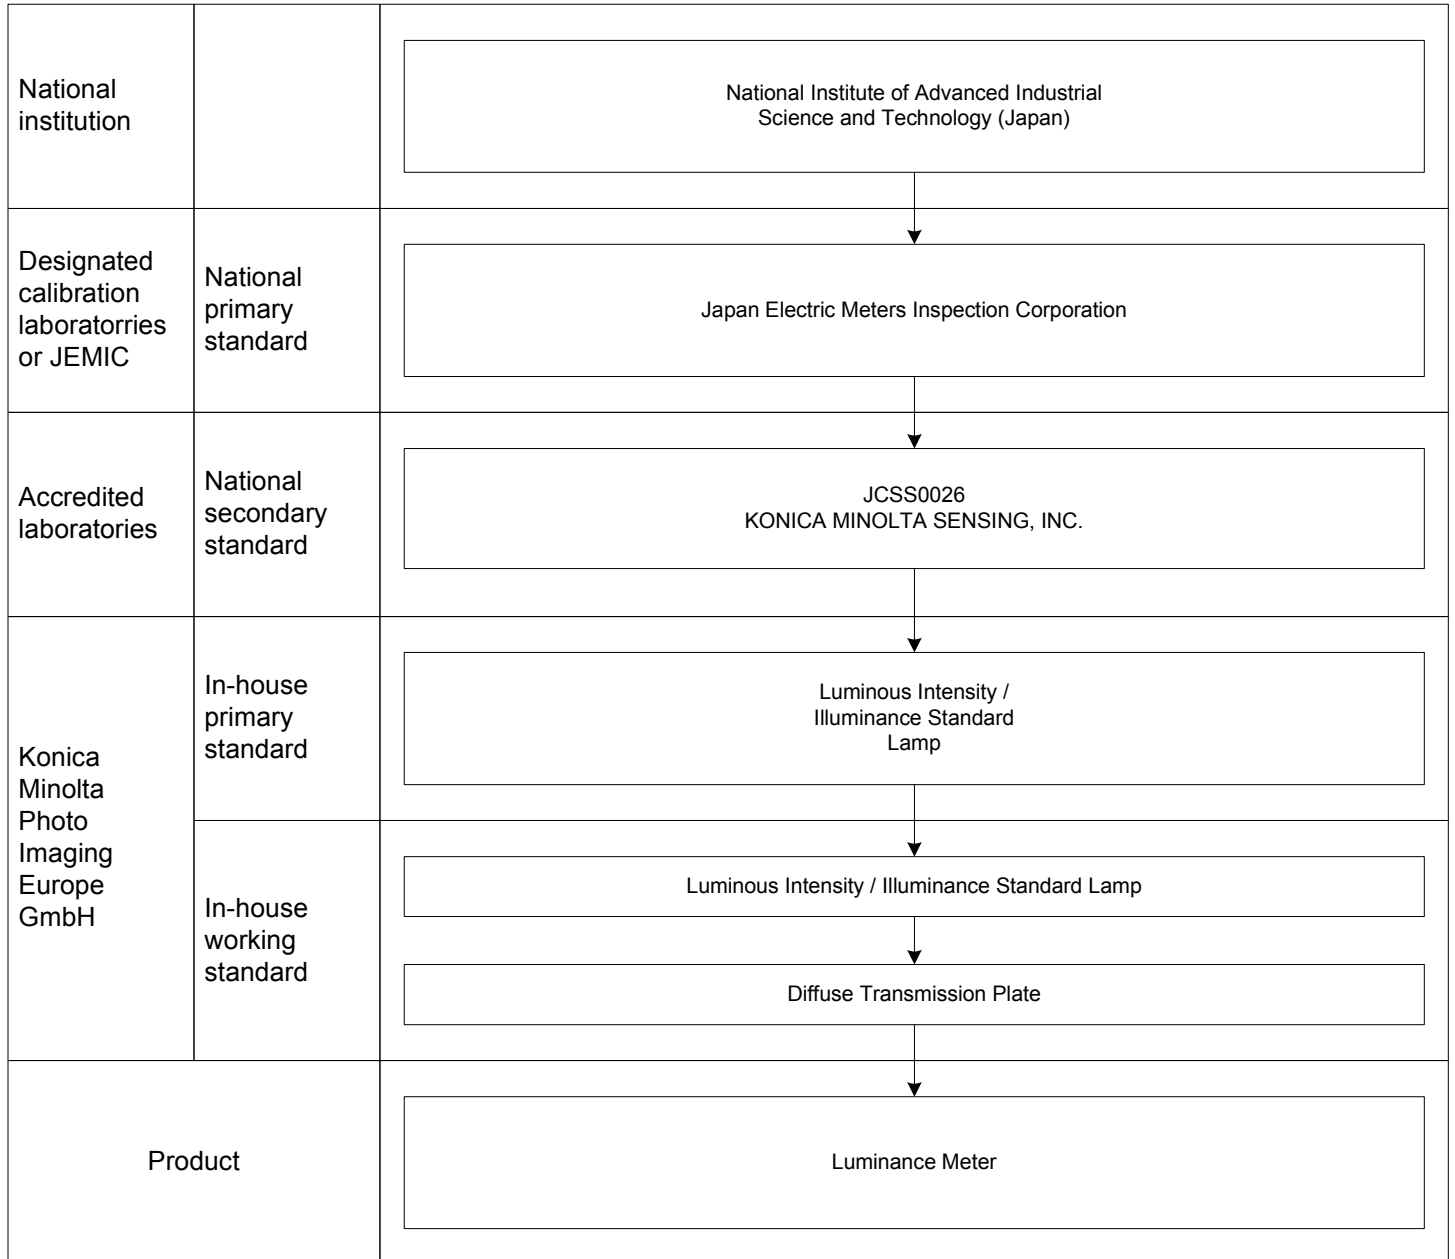 National
institution
National Institute of Advanced Industrial
Science and Technology (Japan)
Designated
calibration
laboratorries
or JEMIC
National
primary
standard
Japan Electric Meters Inspection Corporation
Accredited
laboratories
National
secondary
standard
JCSS0026
KONICA MINOLTA SENSING, INC.
Konica
Minolta
Photo
Imaging
Europe
GmbH
In-house
primary
standard
Luminous Intensity /
Illuminance Standard
Lamp
In-house
working
standard
Luminous Intensity / Illuminance Standard Lamp
Diffuse Transmission Plate
Product
Luminance Meter